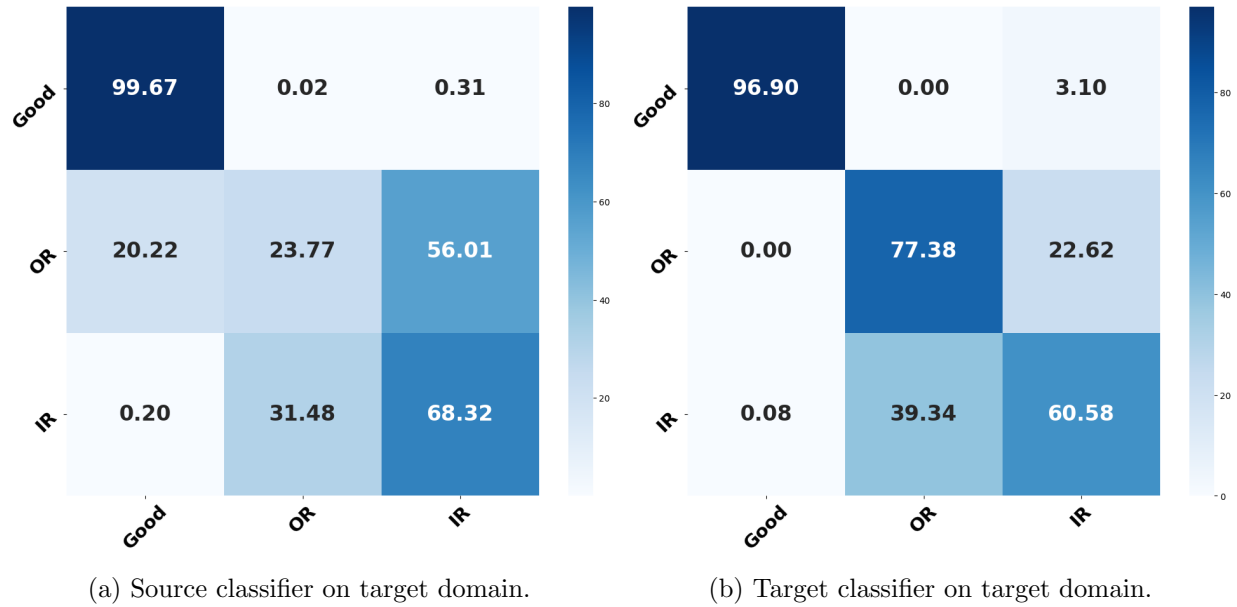 Good
99.67
0.02
0.31
OR
20.22
23.77
56.01
IR
0.20
31.48
68.32
Good
OR
IR
80
60
40
20
(a) Source classifier on target domain.
Good
96.90
0.00
3.10
OR
0.00
77.38
22.62
IR
0.08
39.34
60.58
Good
OR
IR
80
60
40
20
0
(b) Target classifier on target domain.